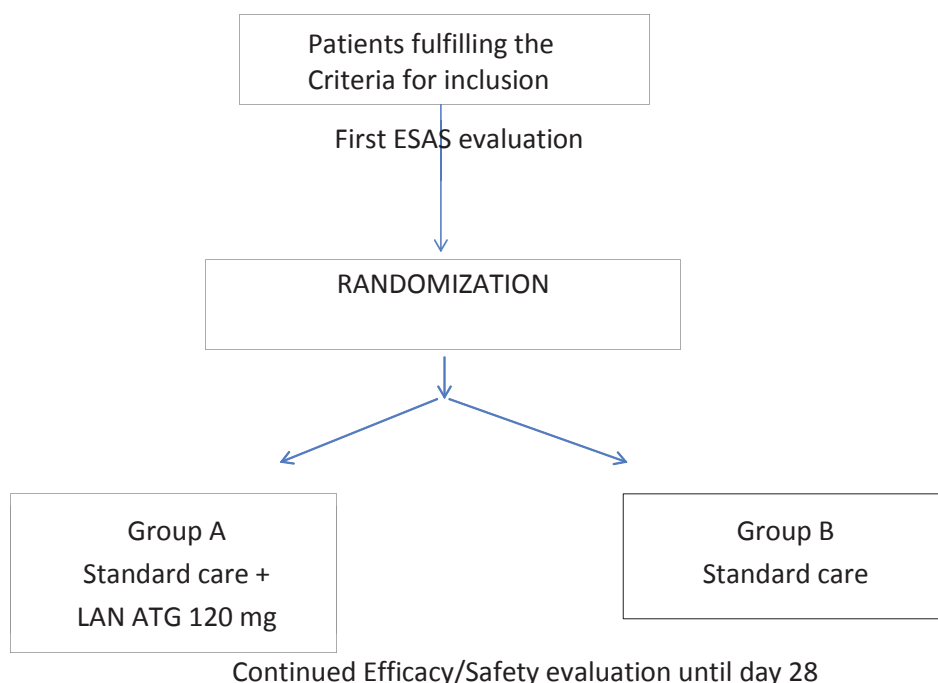 Patients fulfilling the
Criteria for inclusion
First ESAS evaluation
RANDOMIZATION
Group A
Standard care +
LAN ATG 120 mg
Group B
Standard care
Continued Efficacy/Safety evaluation until day 28